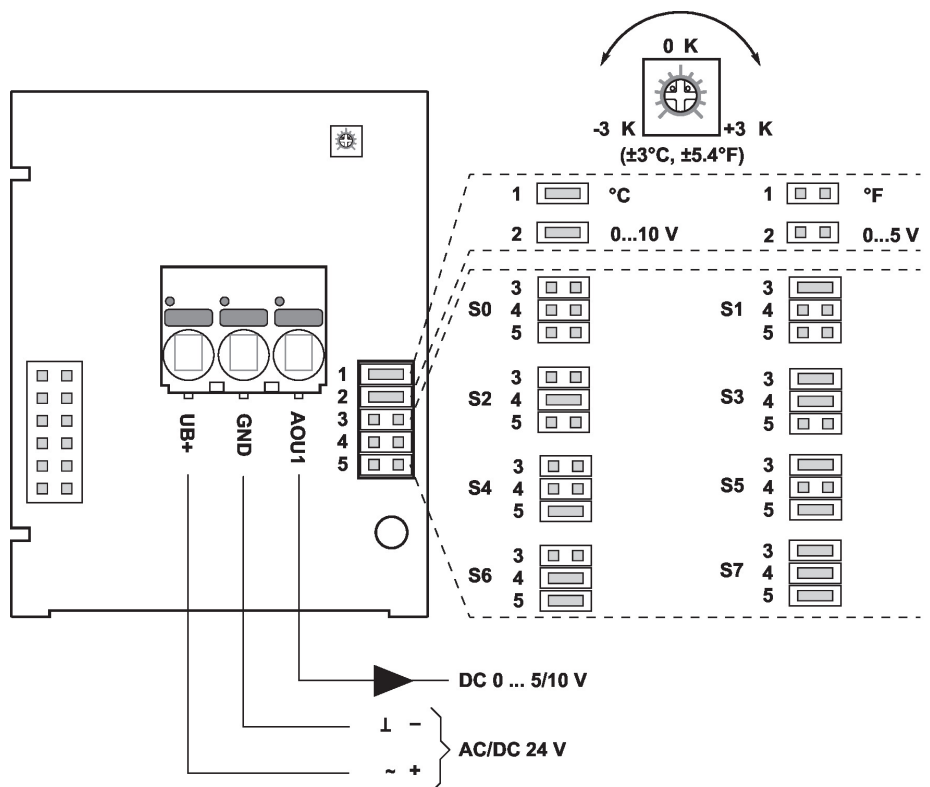 0 K
-3 K +3 K
(±3°C, ±5.4°F)
1 °C 1 °F
2 0...10 V 2 0...5 V
S0 3 4 5 S1 3 4 5
S2 3 4 5 S3 3 4 5
S4 3 4 5 S5 3 4 5
S6 3 4 5 S7 3 4 5
1
2
3
4
5
UB+ GND AOU1
DC 0 ... 5/10 V
⊥ –
AC/DC 24 V
~ +